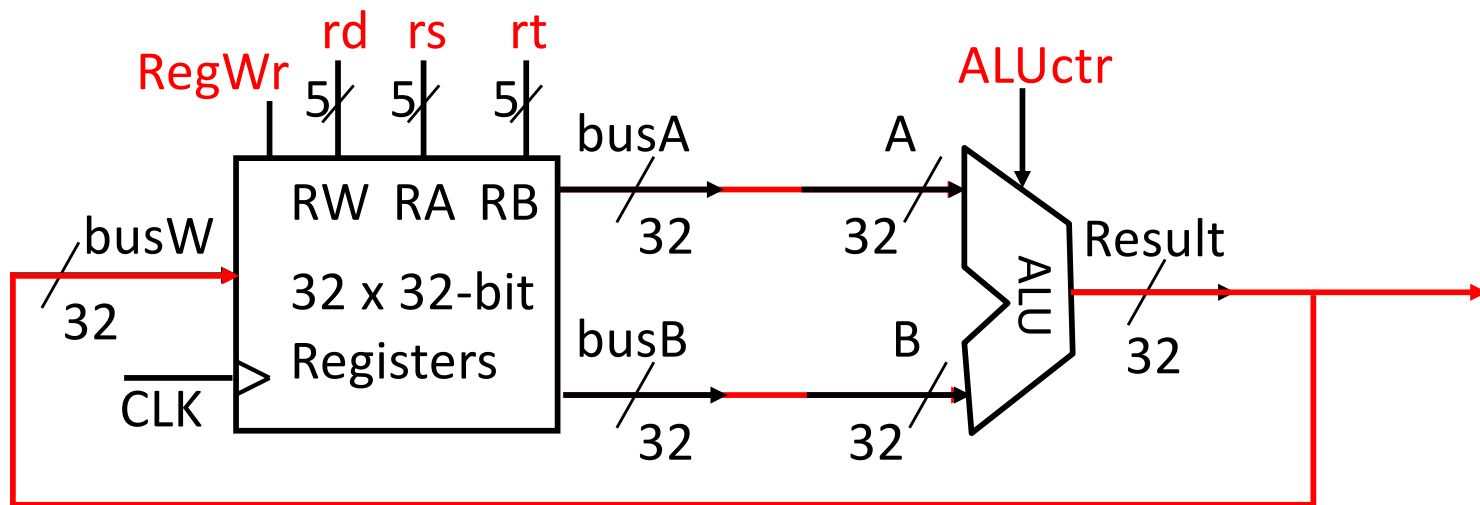 rd rs rt
RegWr ALUctr
5 5 5
busA A
RW RA RB
32 32
busW Result
32 x 32-bit ALU
32
busB B
Registers 32
CLK
32 32